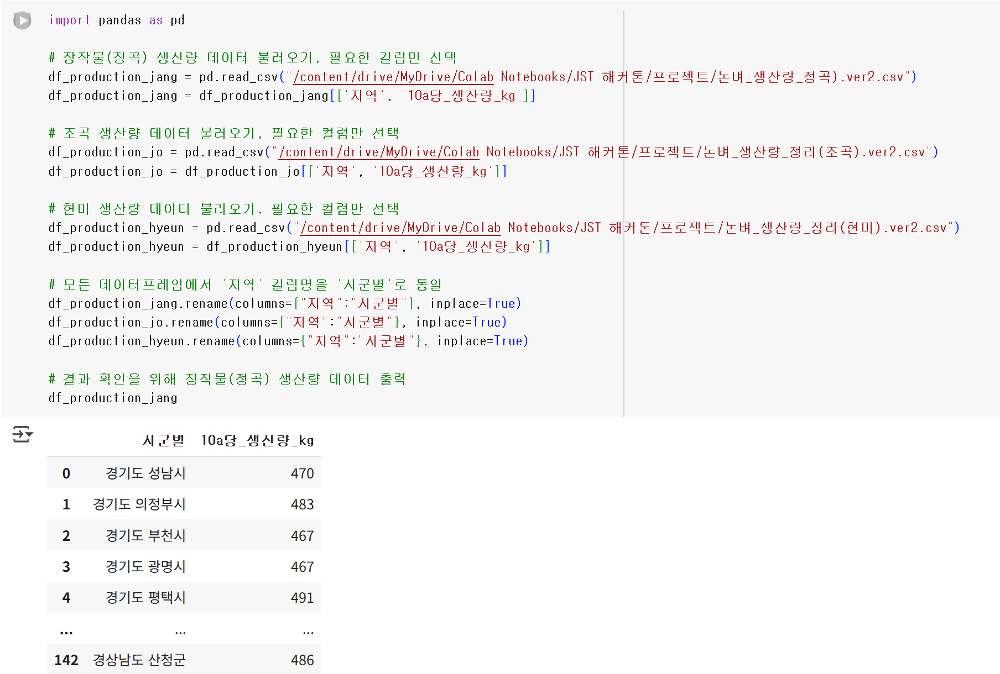 import pandas as pd
# 장작물(정곡) 생산량 데이터 불러오기, 필요한 컬럼만 선택
df_production_jang = pd.read_csv("/content/drive/MyDrive/Colab Notebooks/JST 해커톤/프로젝트/논벼_생산량_정곡).ver2.csv")
df_production_jang = df_production_jang[['지역', '10a당_생산량_kg']]
# 조곡 생산량 데이터 불러오기, 필요한 컬럼만 선택
df_production_jo = pd.read_csv("/content/drive/MyDrive/Colab Notebooks/JST 해커톤/프로젝트/논벼_생산량_정리(조곡).ver2.csv")
df_production_jo = df_production_jo[['지역', '10a당_생산량_kg']]
# 현미 생산량 데이터 불러오기, 필요한 컬럼만 선택
df_production_hyeun = pd.read_csv("/content/drive/MyDrive/Colab Notebooks/JST 해커톤/프로젝트/논벼_생산량_정리(현미).ver2.csv")
df_production_hyeun = df_production_hyeun[['지역', '10a당_생산량_kg']]
# 모든 데이터프레임에서 '지역' 컬럼명을 '시군별'로 통일
df_production_jang.rename(columns={"지역":"시군별"}, inplace=True)
df_production_jo.rename(columns={"지역":"시군별"}, inplace=True)
df_production_hyeun.rename(columns={"지역":"시군별"}, inplace=True)
# 결과 확인을 위해 장작물(정곡) 생산량 데이터 출력
df_production_jang
시군별 10a당_생산량_kg
0 경기도 성남시 470
1 경기도 의정부시 483
2 경기도 부천시 467
3 경기도 광명시 467
4 경기도 평택시 491
... ... ...
142 경상남도 산청군 486